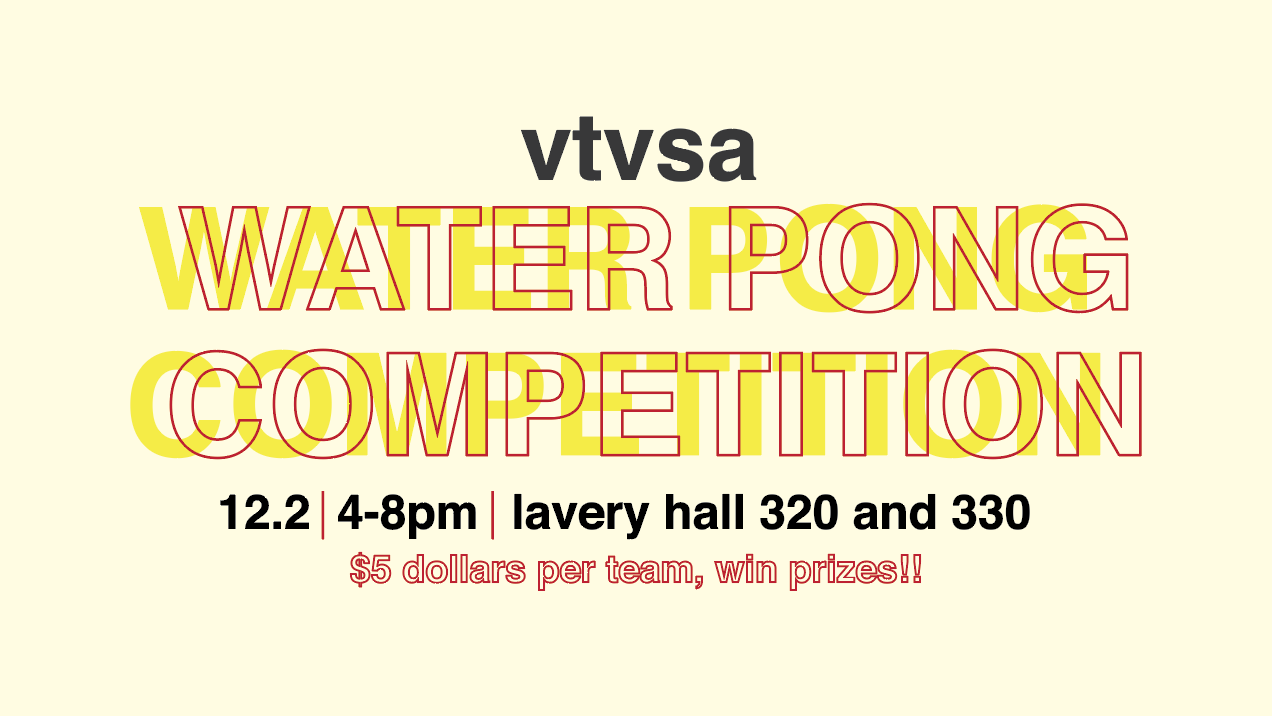 vtvsa
WATER PONG
COMPETITION
12.2 | 4-8pm | lavery hall 320 and 330
$5 dollars per team, win prizes!!